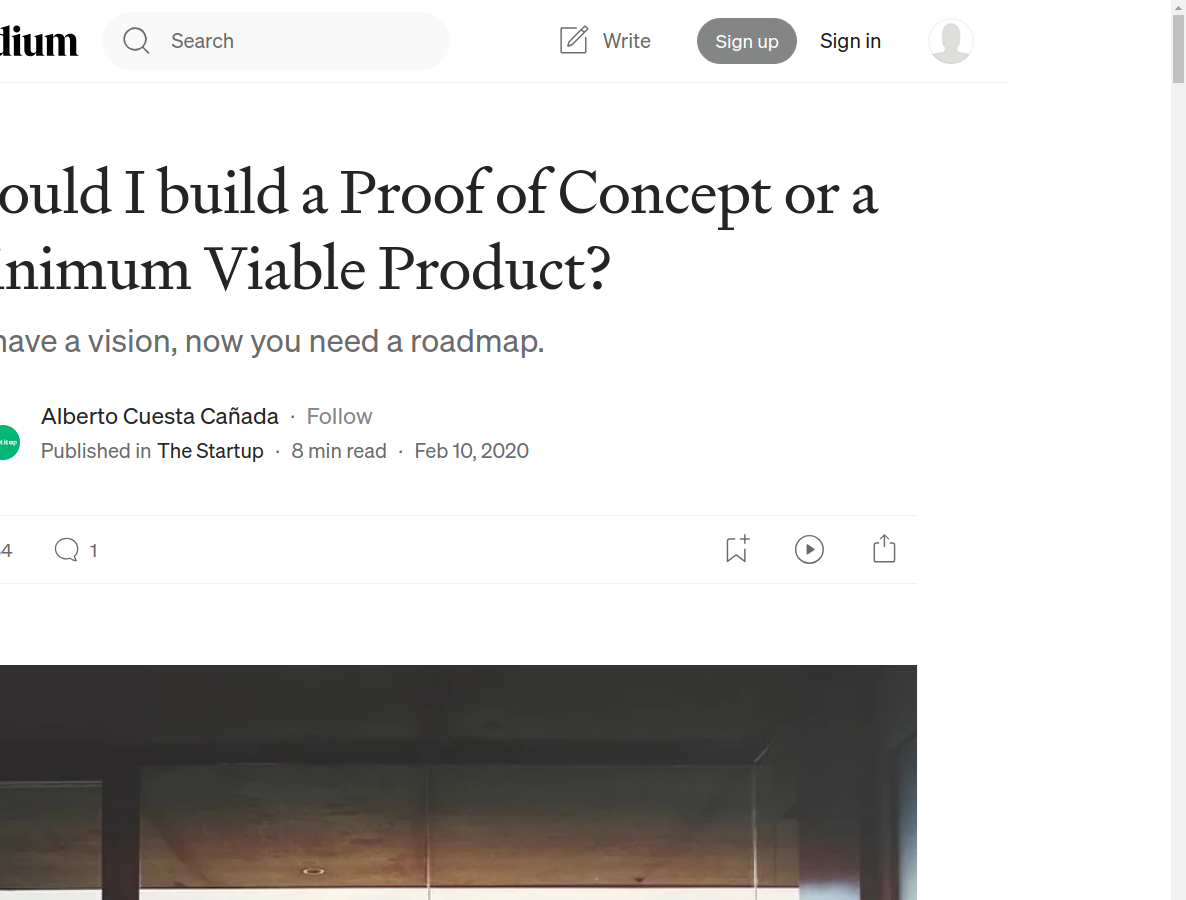 dium
Search
Write
Sign up
Sign in
ould I build a Proof of Concept or a
nimum Viable Product?
have a vision, now you need a roadmap.
Alberto Cuesta Cañada · Follow
Published in The Startup · 8 min read · Feb 10, 2020
4
1